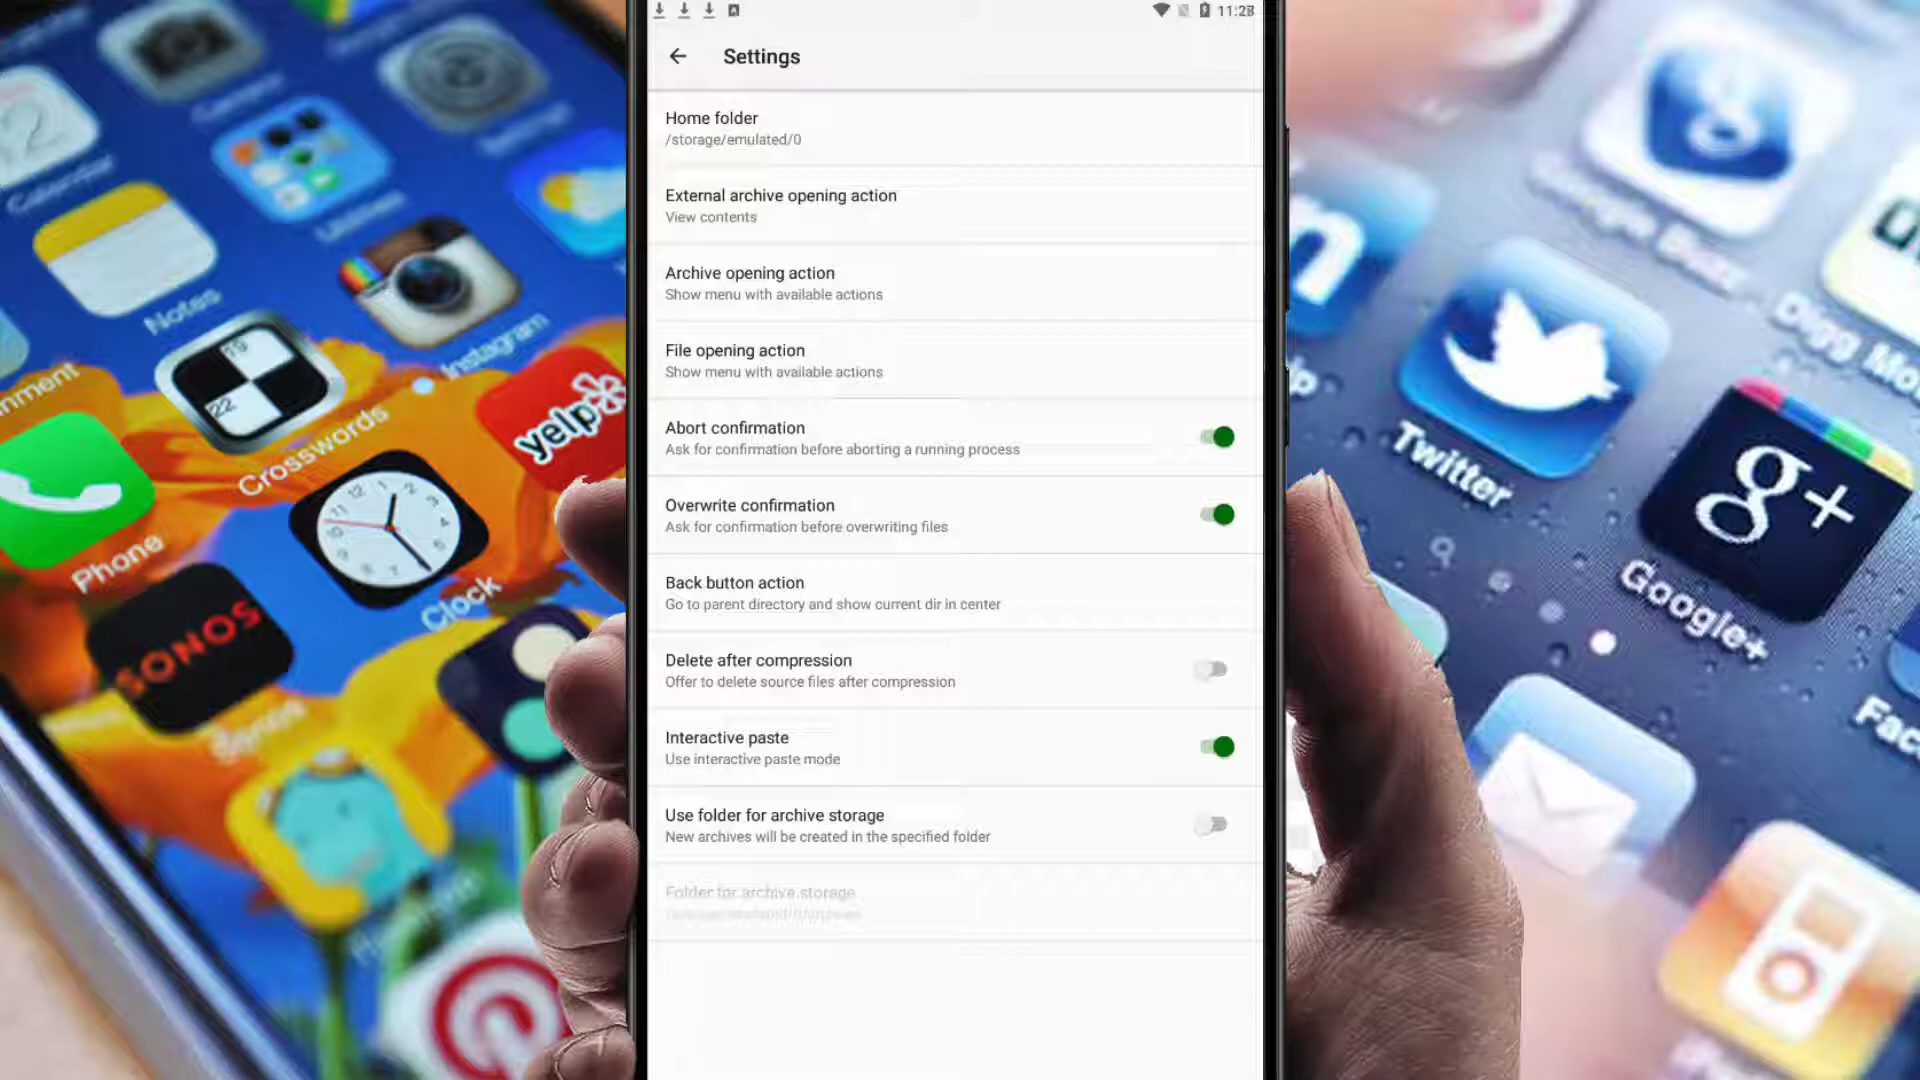 11:28
Settings
Home folder
/storage/emulated/0
External archive opening action
View contents
Archive opening action
Show menu with available actions
File opening action
Show menu with available actions
Abort confirmation
Ask for confirmation before aborting a running process
Overwrite confirmation
Ask for confirmation before overwriting files
Back button action
Go to parent directory and show current dir in center
Delete after compression
Offer to delete source files after compression
Interactive paste
Use interactive paste mode
Use folder for archive storage
New archives will be created in the specified folder
Folder for archive storage
Calendar
Notes
Instagram
19
22
Crosswords
yelp
Phone
Clock
SONOS
Sonos
Twitter
g+
Google+